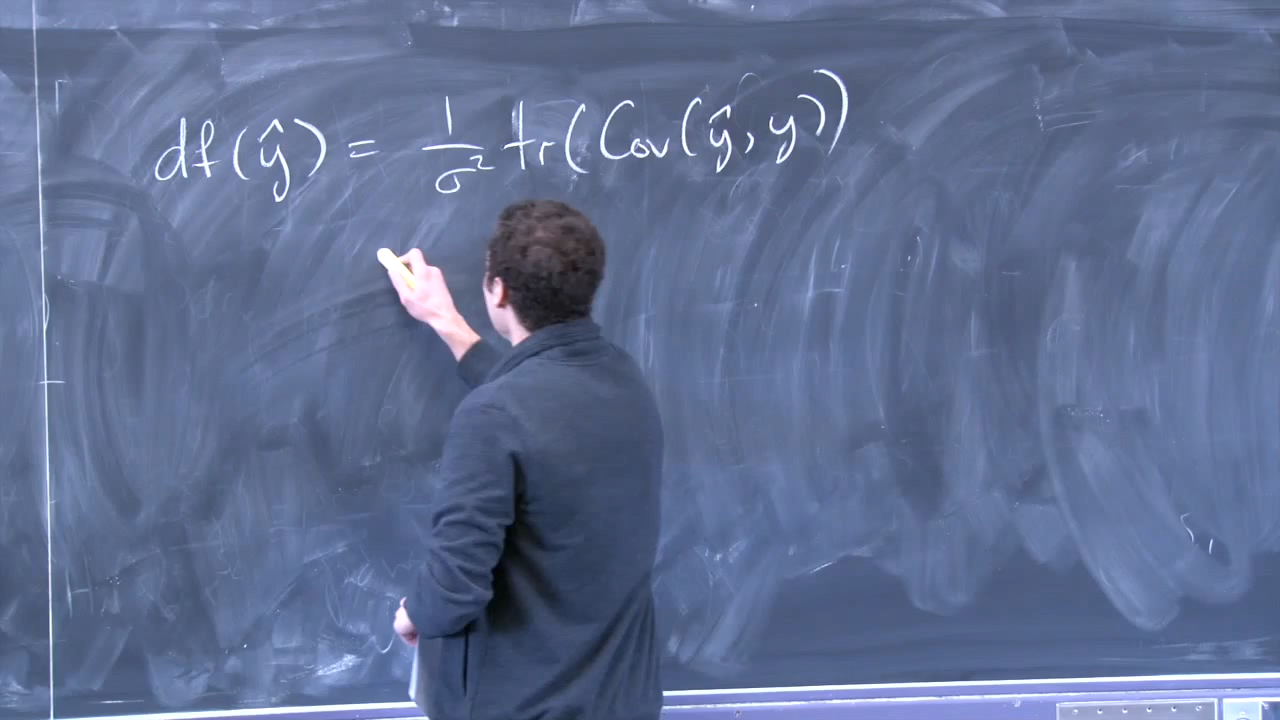 df(ŷ) = 1/σ² tr(Cov(ŷ, y))